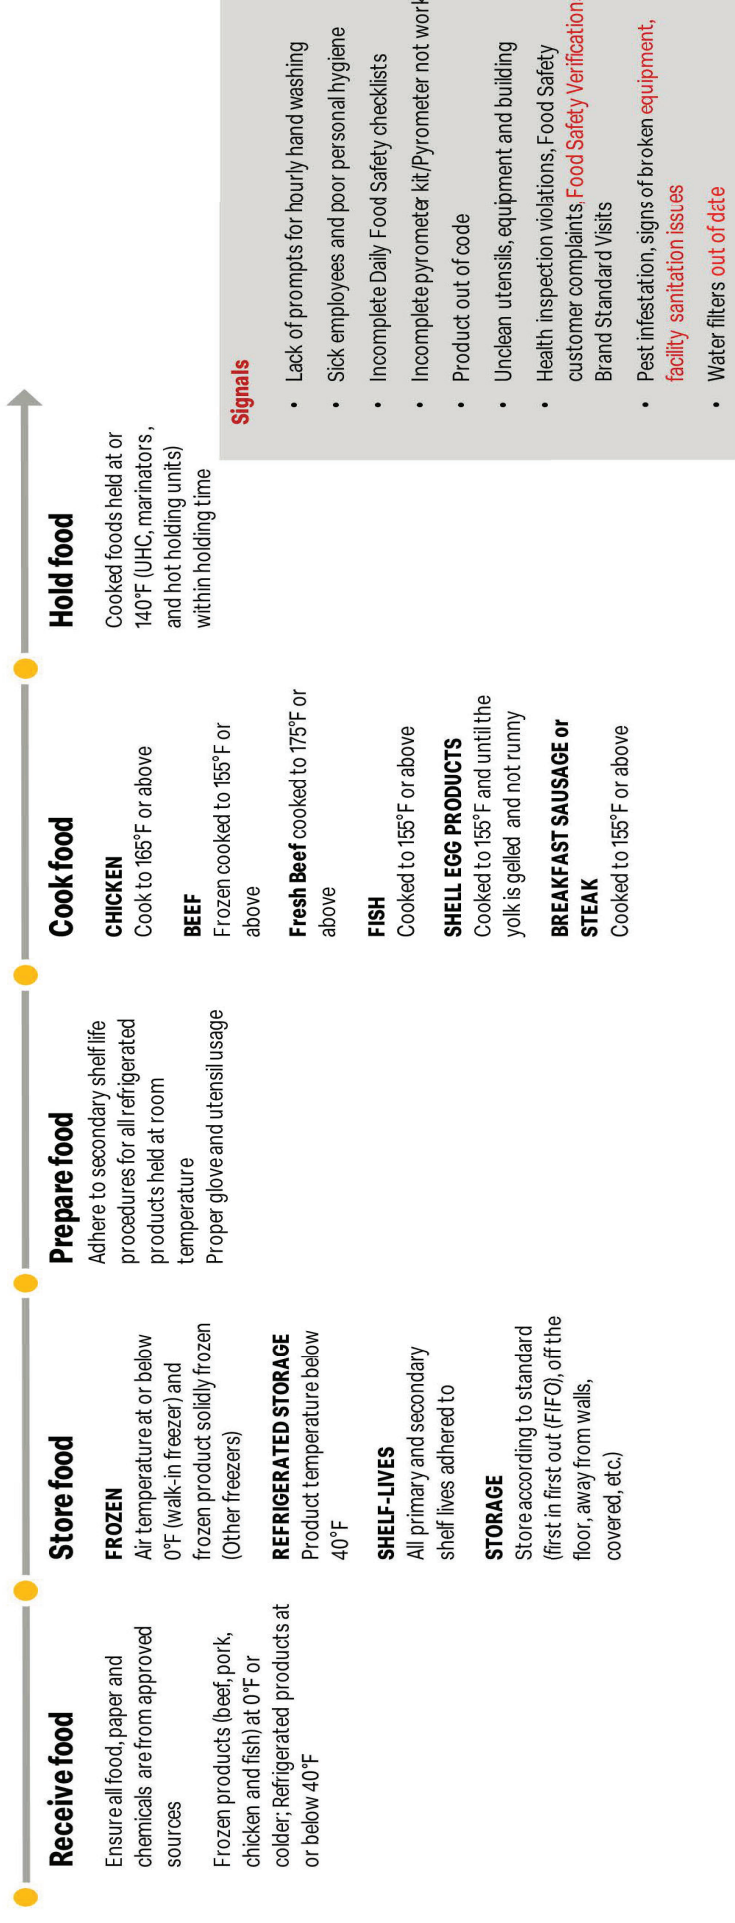 Receive food
Ensure all food, paper and
chemicals are from approved
sources
Frozen products (beef, pork,
chicken and fish) at 0°F or
colder; Refrigerated products at
or below 40°F
Store food
FROZEN
Air temperature at or below
0°F (walk-in freezer) and
frozen product solidly frozen
(Other freezers)
REFRIGERATED STORAGE
Product temperature below
40°F
SHELF-LIVES
All primary and secondary
shelf lives adhered to
STORAGE
Store according to standard
(first in first out (FIFO), off the
floor, away from walls,
covered, etc.)
Prepare food
Adhere to secondary shelf life
procedures for all refrigerated
products held at room
temperature
Proper glove and utensil usage
Cook food
CHICKEN
Cook to 165°F or above
BEEF
Frozen cooked to 155°F or
above
Fresh Beef cooked to 175°F or
above
FISH
Cooked to 155°F or above
SHELL EGG PRODUCTS
Cooked to 155°F and until the
yolk is gelled and not runny
BREAKFAST SAUSAGE or
STEAK
Cooked to 155°F or above
Hold food
Cooked foods held at or
140°F (UHC, marinators,
and hot holding units)
within holding time
Signals
• Lack of prompts for hourly hand washing
• Sick employees and poor personal hygiene
• Incomplete Daily Food Safety checklists
• Incomplete pyrometer kit/Pyrometer not work
• Product out of code
• Unclean utensils, equipment and building
• Health inspection violations, Food Safety
customer complaints, Food Safety Verification
Brand Standard Visits
• Pest infestation, signs of broken equipment,
facility sanitation issues
• Water filters out of date